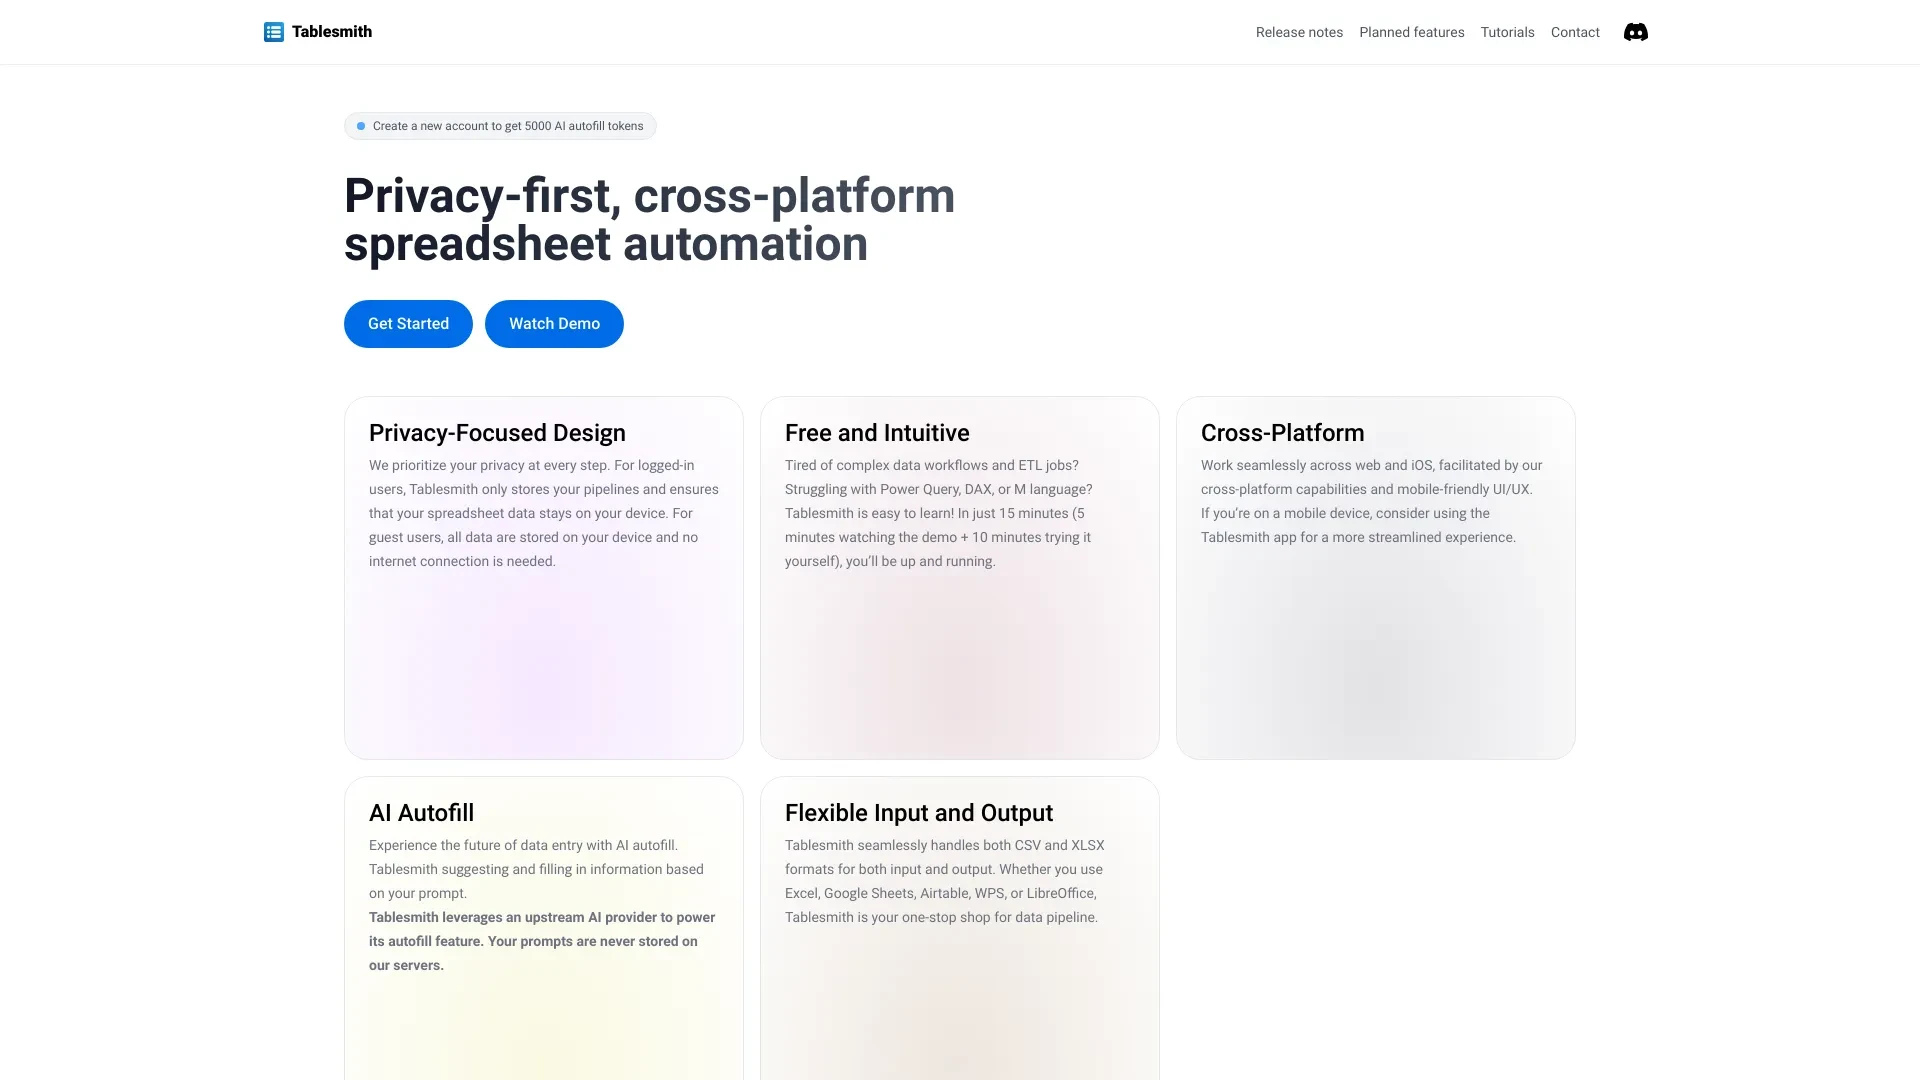 Tablesmith
Release notes
Planned features
Tutorials
Contact
Create a new account to get 5000 AI autofill tokens
Privacy-first, cross-platform
spreadsheet automation
Get Started
Watch Demo
Privacy-Focused Design
We prioritize your privacy at every step. For logged-in
users, Tablesmith only stores your pipelines and ensures
that your spreadsheet data stays on your device. For
guest users, all data are stored on your device and no
internet connection is needed.
Free and Intuitive
Tired of complex data workflows and ETL jobs?
Struggling with Power Query, DAX, or M language?
Tablesmith is easy to learn! In just 15 minutes (5
minutes watching the demo + 10 minutes trying it
yourself), you’ll be up and running.
Cross-Platform
Work seamlessly across web and iOS, facilitated by our
cross-platform capabilities and mobile-friendly UI/UX.
If you’re on a mobile device, consider using the
Tablesmith app for a more streamlined experience.
AI Autofill
Experience the future of data entry with AI autofill.
Tablesmith suggesting and filling in information based
on your prompt.
Tablesmith leverages an upstream AI provider to power
its autofill feature. Your prompts are never stored on
our servers.
Flexible Input and Output
Tablesmith seamlessly handles both CSV and XLSX
formats for both input and output. Whether you use
Excel, Google Sheets, Airtable, WPS, or LibreOffice,
Tablesmith is your one-stop shop for data pipeline.